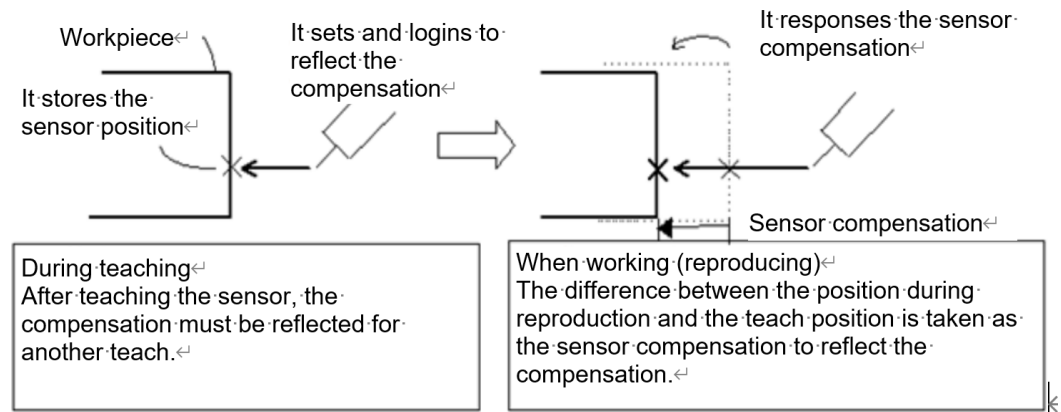 Workpiece
It stores the
sensor position
It sets and logins to
reflect the
compensation
It responses the sensor
compensation
Sensor compensation
During teaching
After teaching the sensor, the
compensation must be reflected for
another teach.
When working (reproducing)
The difference between the position during
reproduction and the teach position is taken as
the sensor compensation to reflect the
compensation.